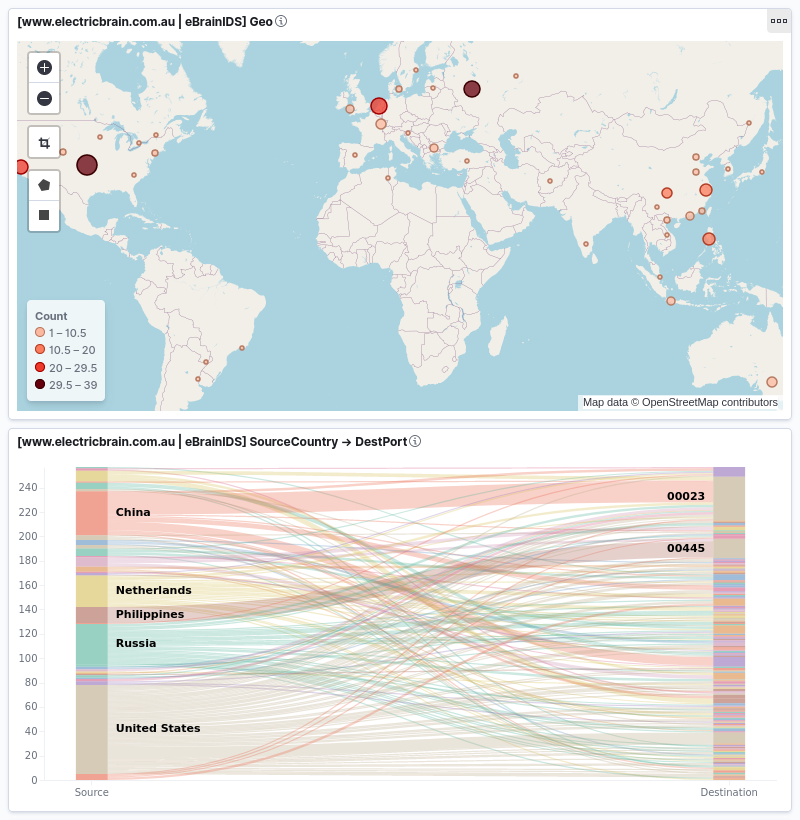 [www.electricbrain.com.au | eBrainIDS] Geo
Count
1 – 10.5
10.5 – 20
20 – 29.5
29.5 – 39
Map data © OpenStreetMap contributors
[www.electricbrain.com.au | eBrainIDS] SourceCountry → DestPort
240
220
200
180
160
140
120
100
80
60
40
20
0
China
Netherlands
Philippines
Russia
United States
00023
00445
Source
Destination